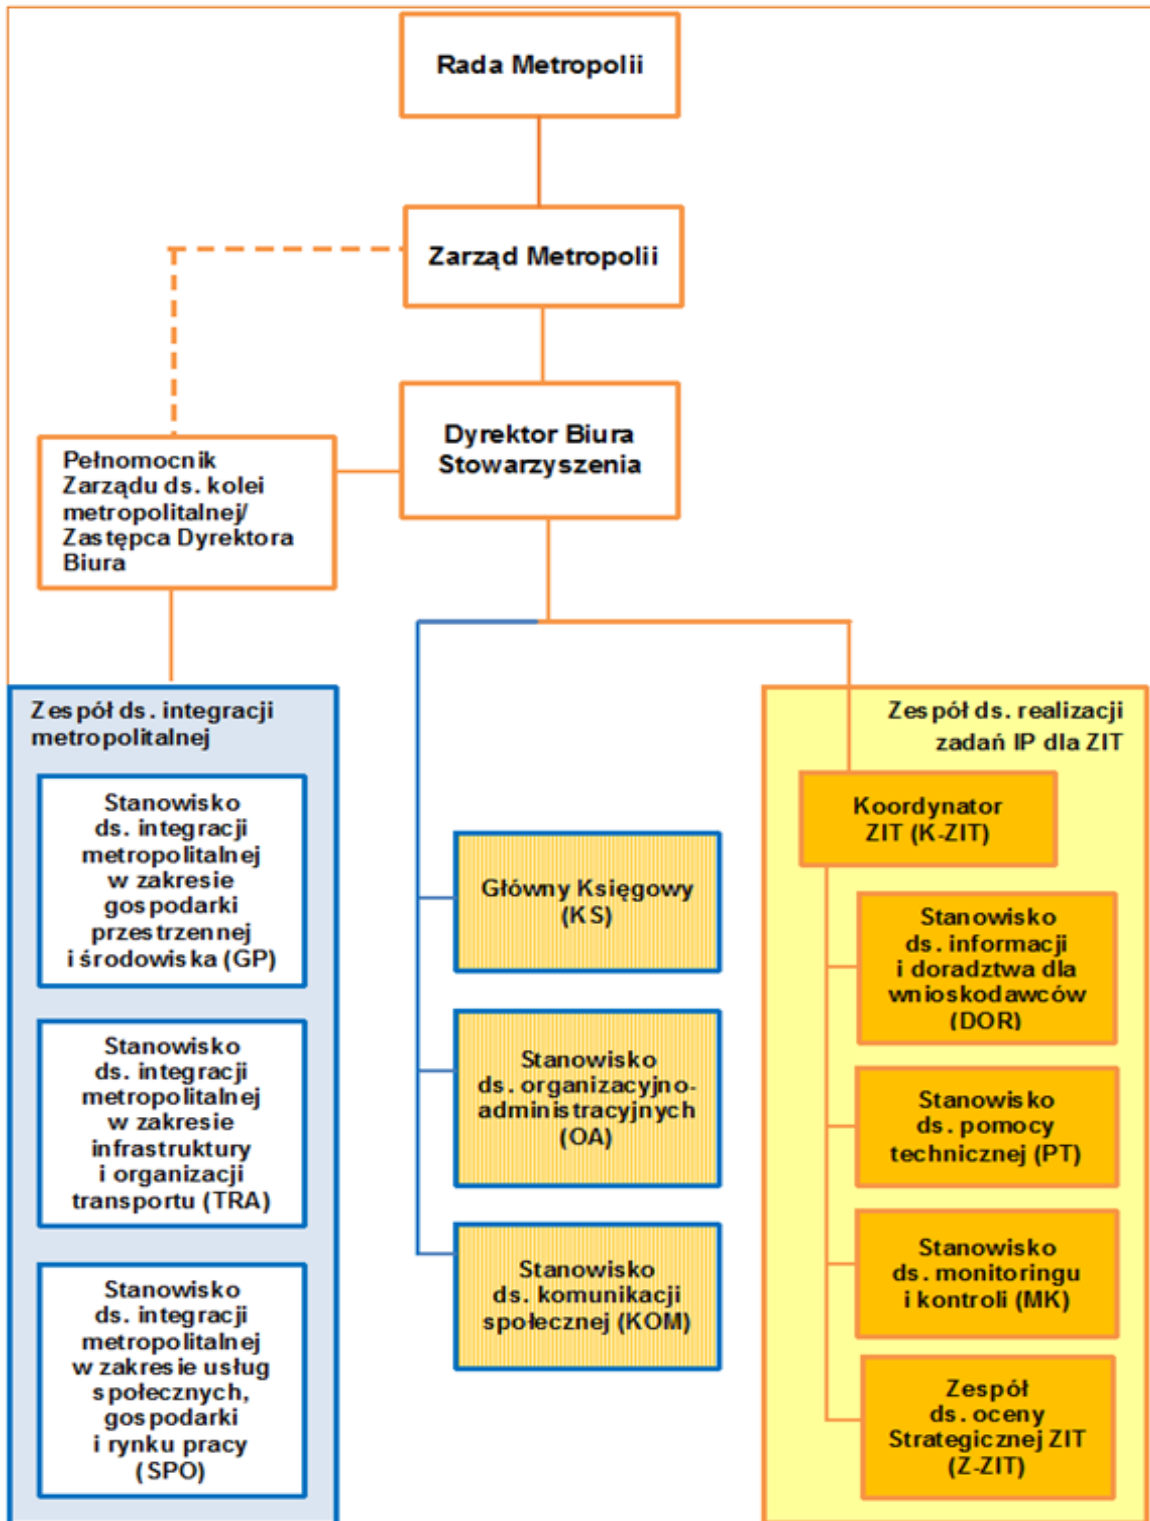 Rada Metropolii
Zarząd Metropolii
Dyrektor Biura
Stowarzyszenia
Pełnomocnik
Zarządu ds. kolei
metropolitalnej/
Zastępca Dyrektora
Biura
Zespół ds. integracji
metropolitalnej
Stanowisko
ds. integracji
metropolitalnej
w zakresie
gospodarki
przestrzennej
i środowiska (GP)
Stanowisko
ds. integracji
metropolitalnej
w zakresie
infrastruktury
i organizacji
transportu (TRA)
Stanowisko
ds. integracji
metropolitalnej
w zakresie usług
społecznych,
gospodarki
i rynku pracy
(SPO)
Główny Księgowy
(KS)
Stanowisko
ds. organizacyjno-
administracyjnych
(OA)
Stanowisko
ds. komunikacji
społecznej (KOM)
Zespół ds. realizacji
zadań IP dla ZIT
Koordynator
ZIT (K-ZIT)
Stanowisko
ds. informacji
i doradztwa dla
wnioskodawców
(DOR)
Stanowisko
ds. pomocy
technicznej (PT)
Stanowisko
ds. monitoringu
i kontroli (MK)
Zespół
ds. oceny
Strategicznej ZIT
(Z-ZIT)